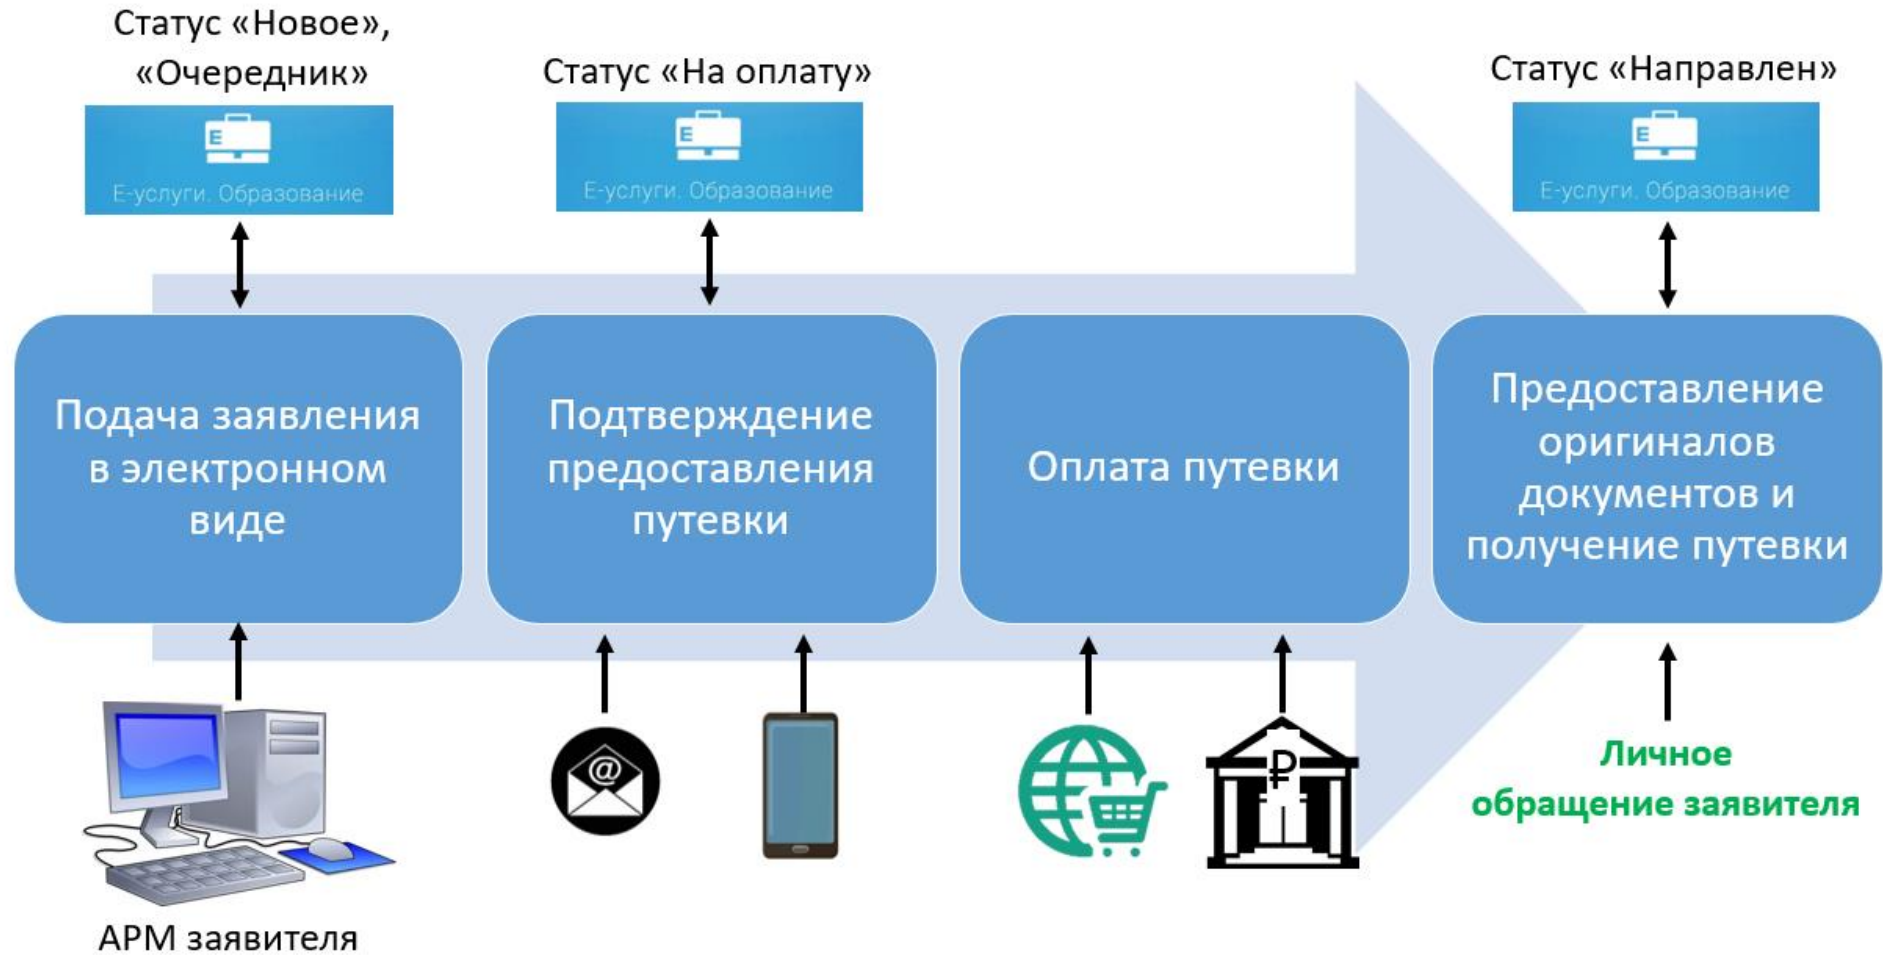 Статус «Новое»,
«Очередник»
E
Е-услуги. Образование
Статус «На оплату»
E
Е-услуги. Образование
Статус «Направлен»
E
Е-услуги. Образование
Подача заявления
в электронном
виде
Подтверждение
предоставления
путевки
Оплата путевки
Предоставление
оригиналов
документов и
получение путевки
АРМ заявителя
@
₽
Личное
обращение заявителя